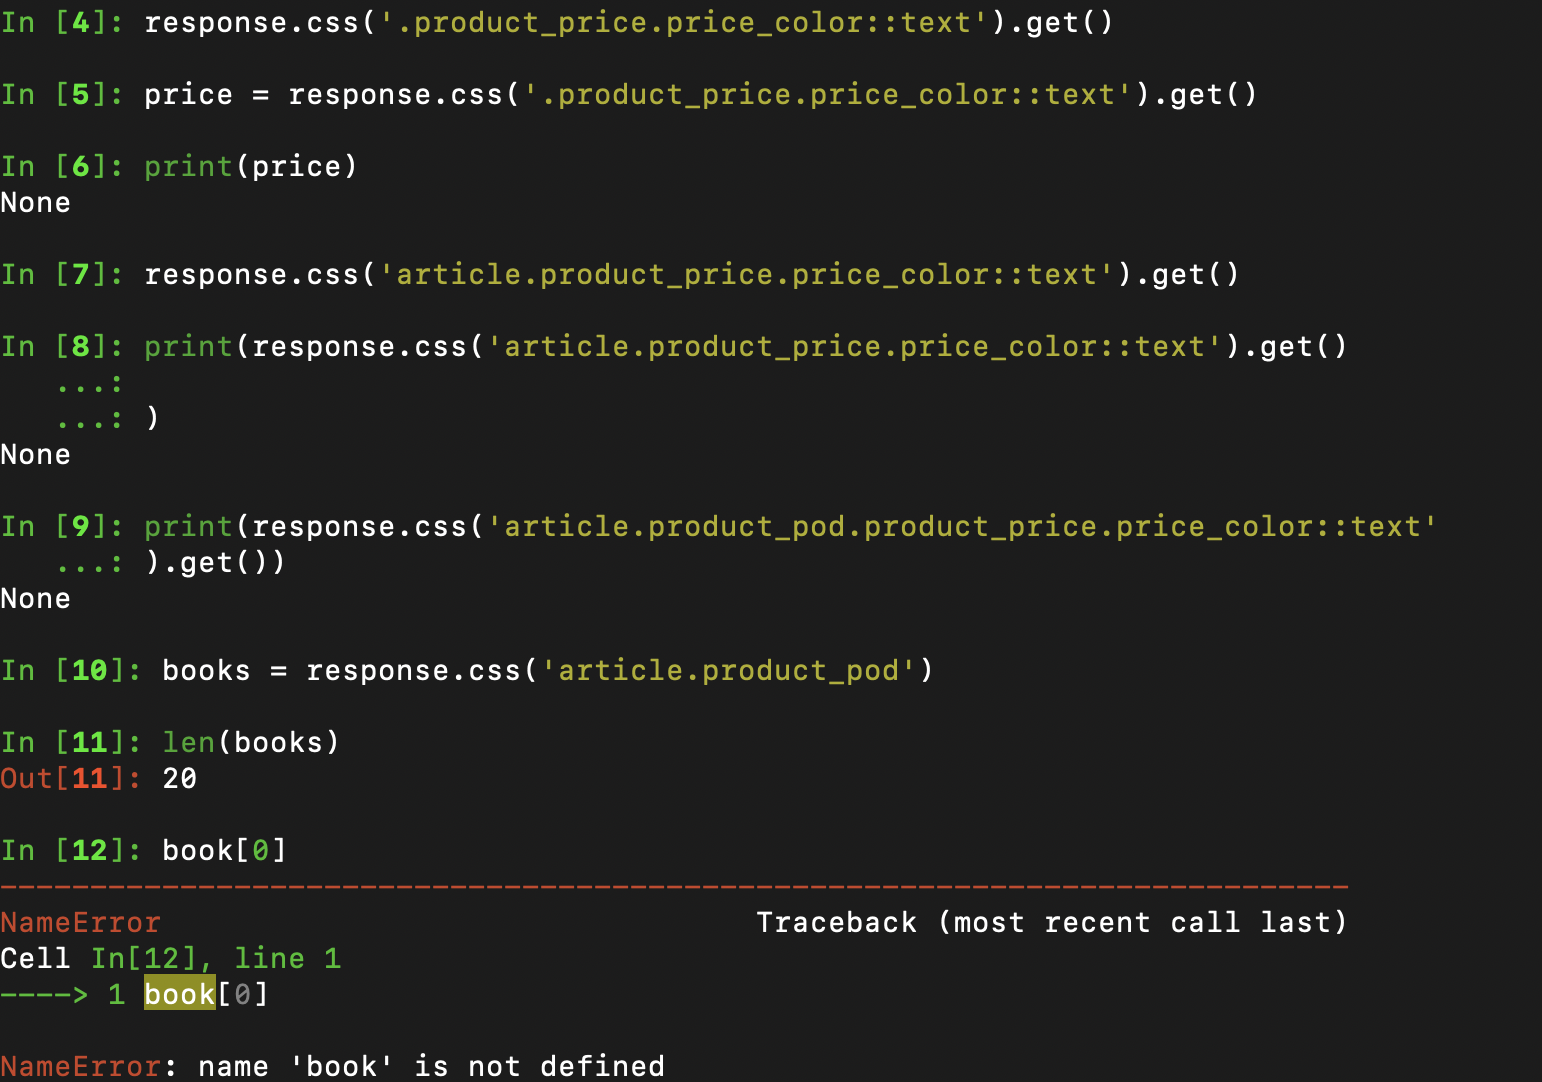 In [4]: response.css('.product_price.price_color::text').get()
In [5]: price = response.css('.product_price.price_color::text').get()
In [6]: print(price)
None
In [7]: response.css('article.product_price.price_color::text').get()
In [8]: print(response.css('article.product_price.price_color::text').get()
...:
...: )
None
In [9]: print(response.css('article.product_pod.product_price.price_color::text'
...: ).get())
None
In [10]: books = response.css('article.product_pod')
In [11]: len(books)
Out[11]: 20
In [12]: book[0]
---------------------------------------------------------------------------
NameError                                 Traceback (most recent call last)
Cell In[12], line 1
----> 1 book[0]
NameError: name 'book' is not defined